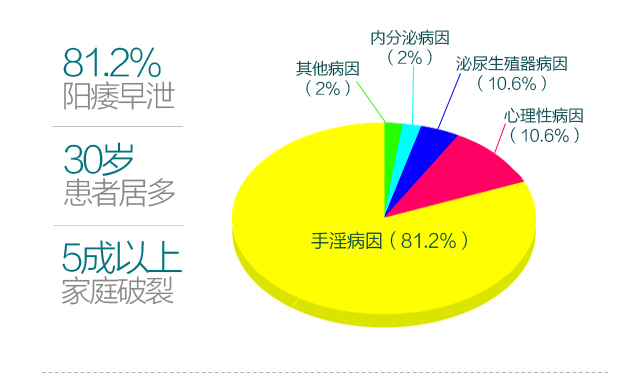 81.2%
阳痿早泄
30岁
患者居多
5成以上
家庭破裂
其他病因
（2%）
内分泌病因
（2%）
泌尿生殖器病因
（10.6%）
心理性病因
（10.6%）
手淫病因（81.2%）